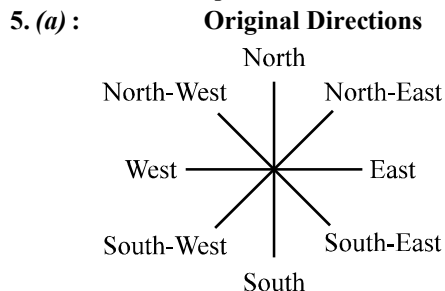 5. (a) : Original Directions
North
North-West North-East
West East
South-West South-East
South